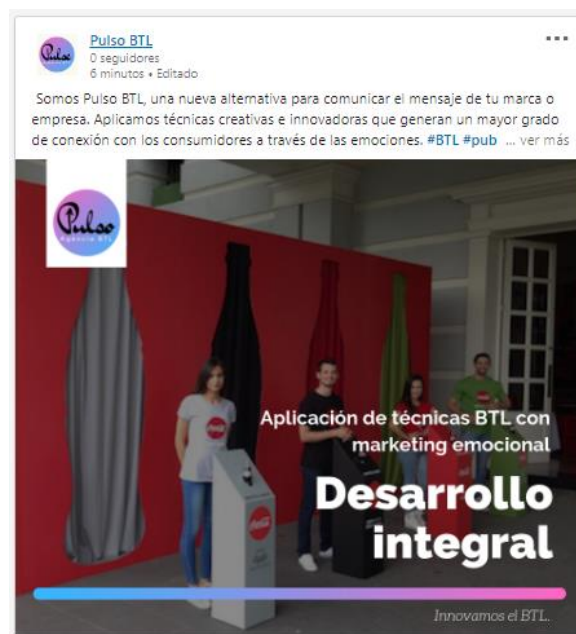 Pulso BTL
0 seguidores
6 minutos • Editado
Somos Pulso BTL, una nueva alternativa para comunicar el mensaje de tu marca o
empresa. Aplicamos técnicas creativas e innovadoras que generan un mayor grado
de conexión con los consumidores a través de las emociones. #BTL #pub ... ver más
Pulso
Agencia BTL
Aplicación de técnicas BTL con
marketing emocional
Desarrollo
integral
Innovamos el BTL.